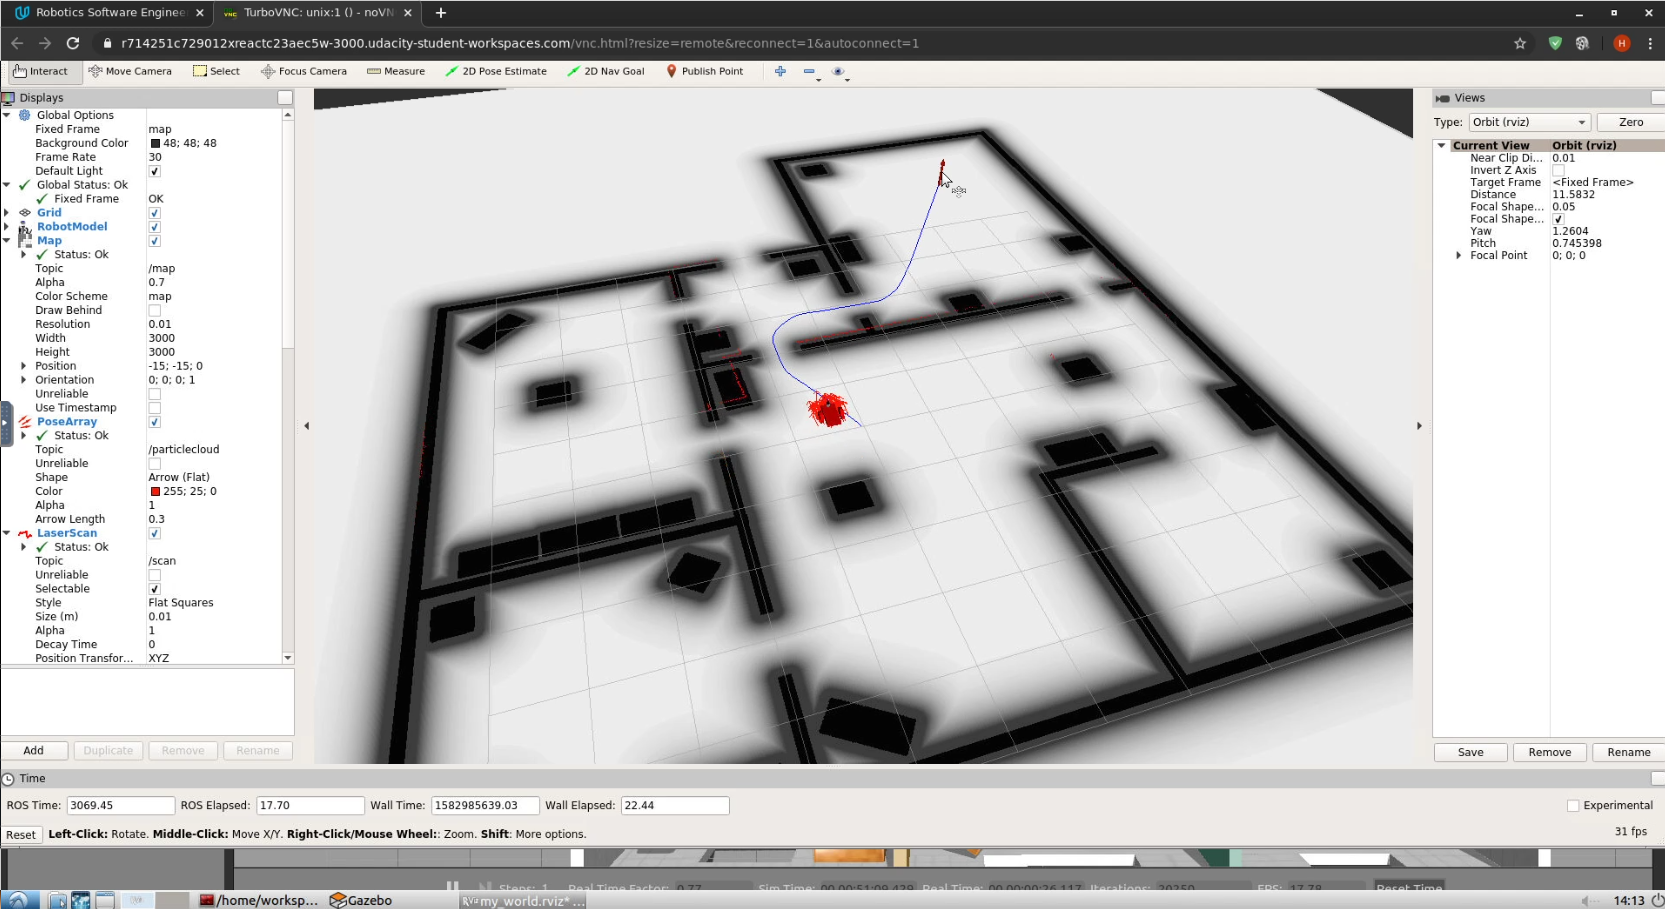 Robotics Software Enginee
TurboVNC: unix:1 () - noVN
r714251c729012xreactc23aec5w-3000.udacity-student-workspaces.com/vnc.html?resize=remote&reconnect=1&autoconnect=1
H
Interact Move Camera Select Focus Camera Measure 2D Pose Estimate 2D Nav Goal Publish Point
Displays
Global Options
Fixed Frame map
Background Color 48; 48; 48
Frame Rate 30
Default Light
Global Status: Ok
Fixed Frame OK
Grid
RobotModel
Map
Status: Ok
Topic /map
Alpha 0.7
Color Scheme map
Draw Behind
Resolution 0.01
Width 3000
Height 3000
Position -15; -15; 0
Orientation 0; 0; 0; 1
Unreliable
Use Timestamp
PoseArray
Status: Ok
Topic /particlecloud
Unreliable
Shape Arrow (Flat)
Color 255; 25; 0
Alpha 1
Arrow Length 0.3
LaserScan
Status: Ok
Topic /scan
Unreliable
Selectable
Style Flat Squares
Size (m) 0.01
Alpha 1
Decay Time 0
Position Transfor... XYZ
Add Duplicate Remove Rename
Views
Type: Orbit (rviz) Zero
Current View Orbit (rviz)
Near Clip Di... 0.01
Invert Z Axis
Target Frame <Fixed Frame>
Distance 11.5832
Focal Shape... 0.05
Focal Shape...
Yaw 1.2604
Pitch 0.745398
Focal Point 0; 0; 0
Save Remove Rename
Time
ROS Time: 3069.45 ROS Elapsed: 17.70 Wall Time: 1582985639.03 Wall Elapsed: 22.44 Experimental
Reset Left-Click: Rotate. Middle-Click: Move X/Y. Right-Click/Mouse Wheel:: Zoom. Shift: More options. 31 fps
Steps: 1 Real Time Factor: 0.77 Sim Time: 00 00:51:09.429 Real Time: 00 00:00:26.117 Iterations: 20250 FPS: 17.78 Reset Time
/home/worksp... Gazebo my_world.rviz* ... 14:13